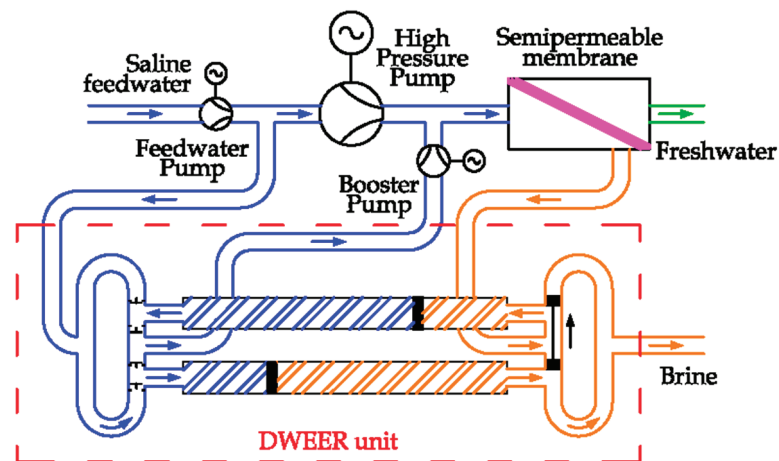 Saline
feedwater
High
Pressure
Pump
Semipermeable
membrane
Feedwater
Pump
Booster
Pump
Freshwater
Brine
DWEER unit